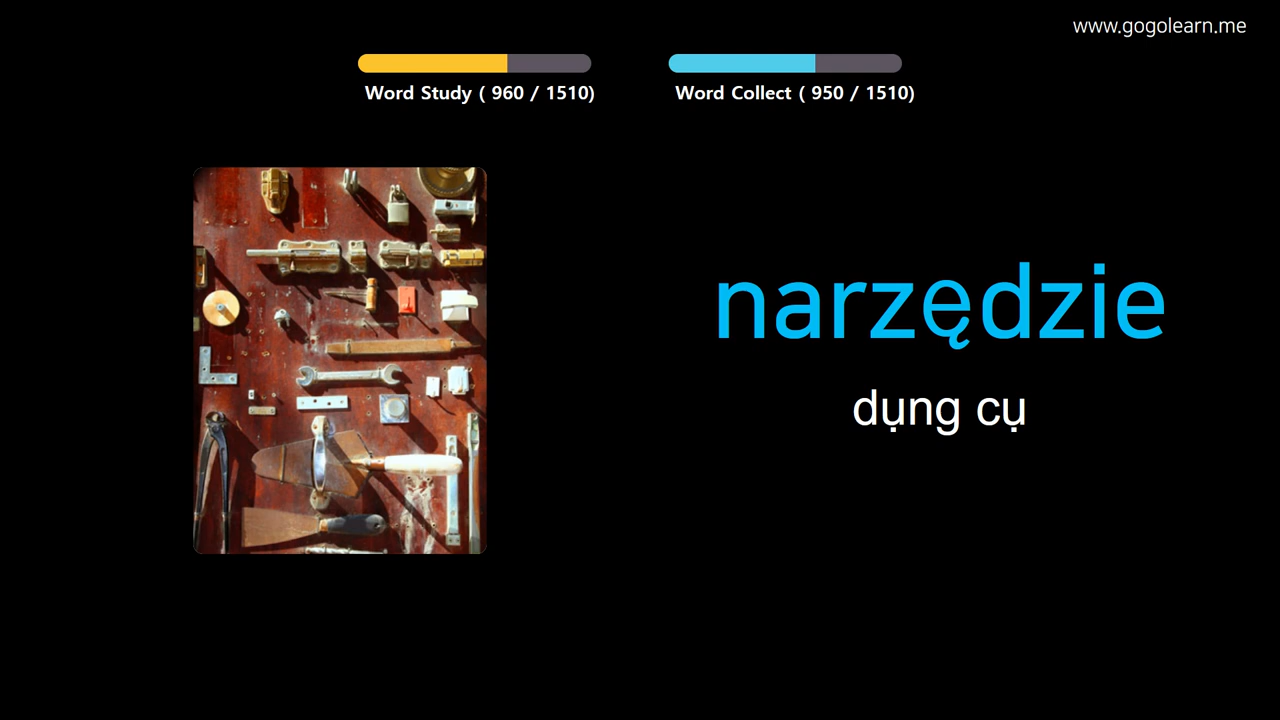 www.gogolearn.me
Word Study ( 960 / 1510)
Word Collect ( 950 / 1510)
narzędzie
dụng cụ